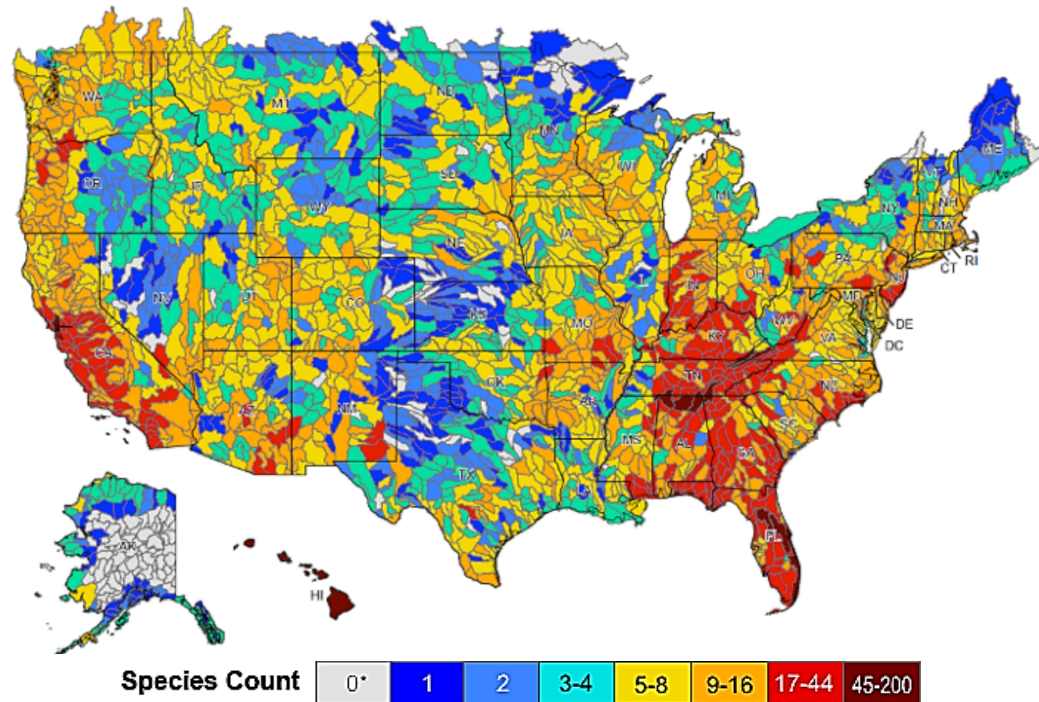 WA
MT
ND
MN
ME
OR
ID
SD
WI
VT
NH
NY
MA
WY
MI
RI
CT
NE
IA
PA
NJ
OH
NV
UT
CO
IN
MD
DE
WV
DC
KS
MO
VA
KY
CA
TN
NC
OK
AR
NM
SC
MS
AL
GA
TX
LA
FL
AK
HI
Species Count 0* 1 2 3-4 5-8 9-16 17-44 45-200